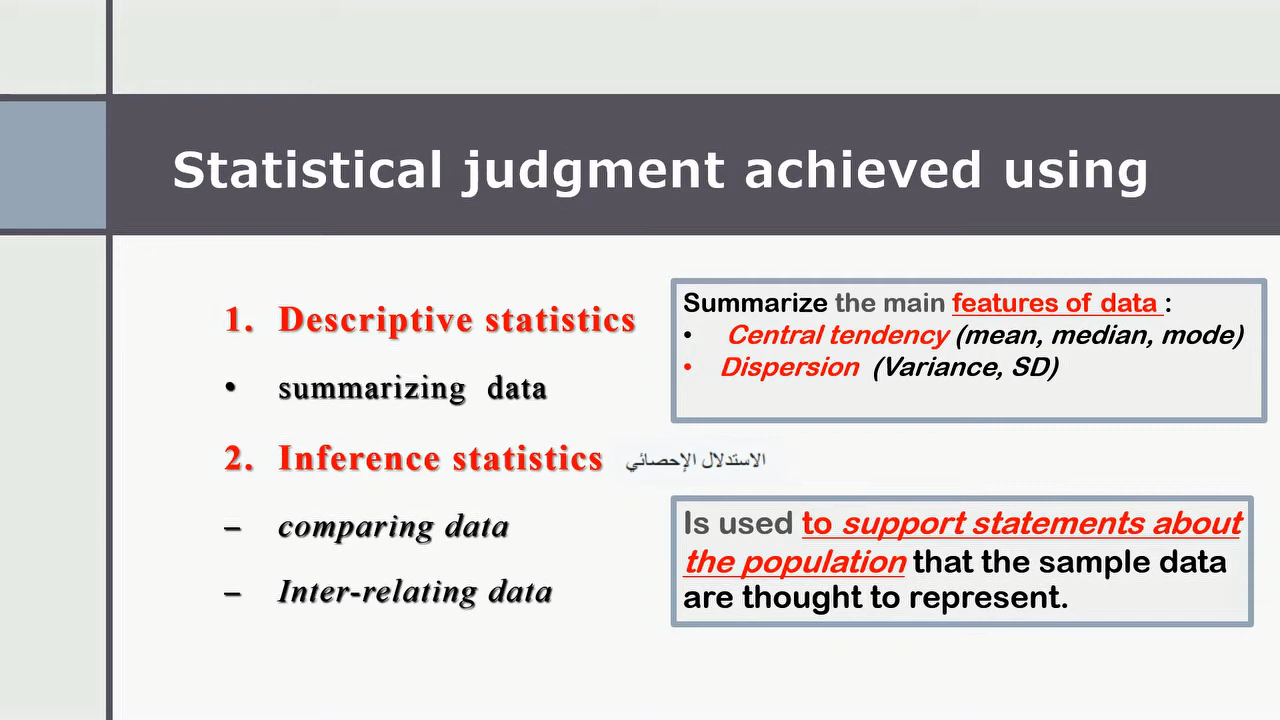 Statistical judgment achieved using
1. Descriptive statistics
• summarizing data
Summarize the main features of data :
• Central tendency (mean, median, mode)
• Dispersion (Variance, SD)
2. Inference statistics الاستدلال الإحصائي
– comparing data
– Inter-relating data
Is used to support statements about
the population that the sample data
are thought to represent.